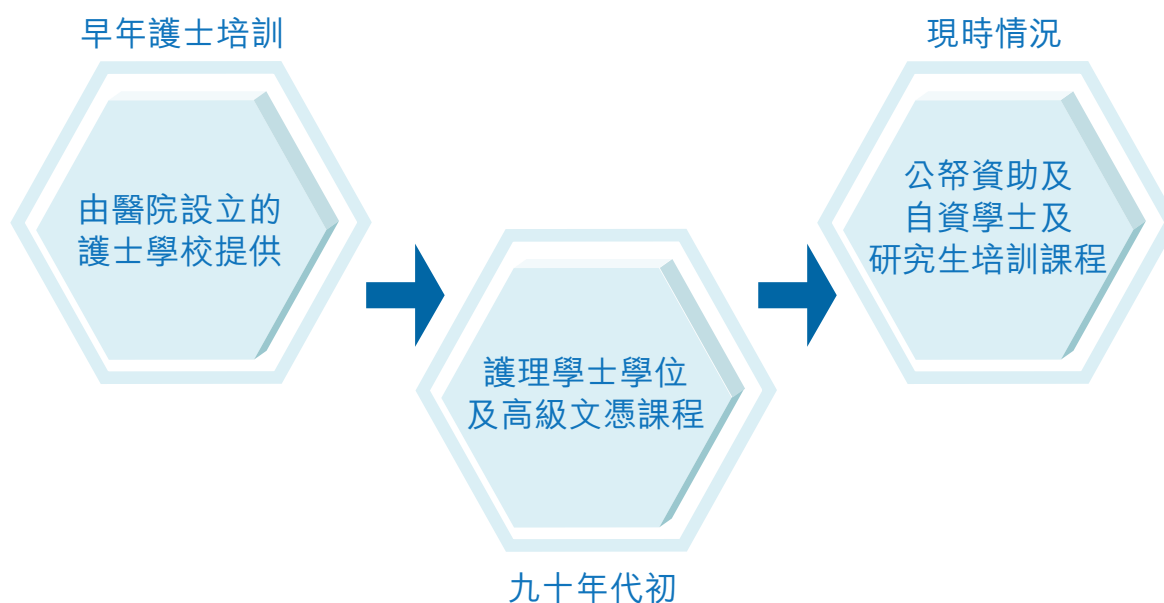 早年護士培訓
由醫院設立的
護士學校提供
護理學士學位
及高級文憑課程
九十年代初
現時情況
公帑資助及
自資學士及
研究生培訓課程